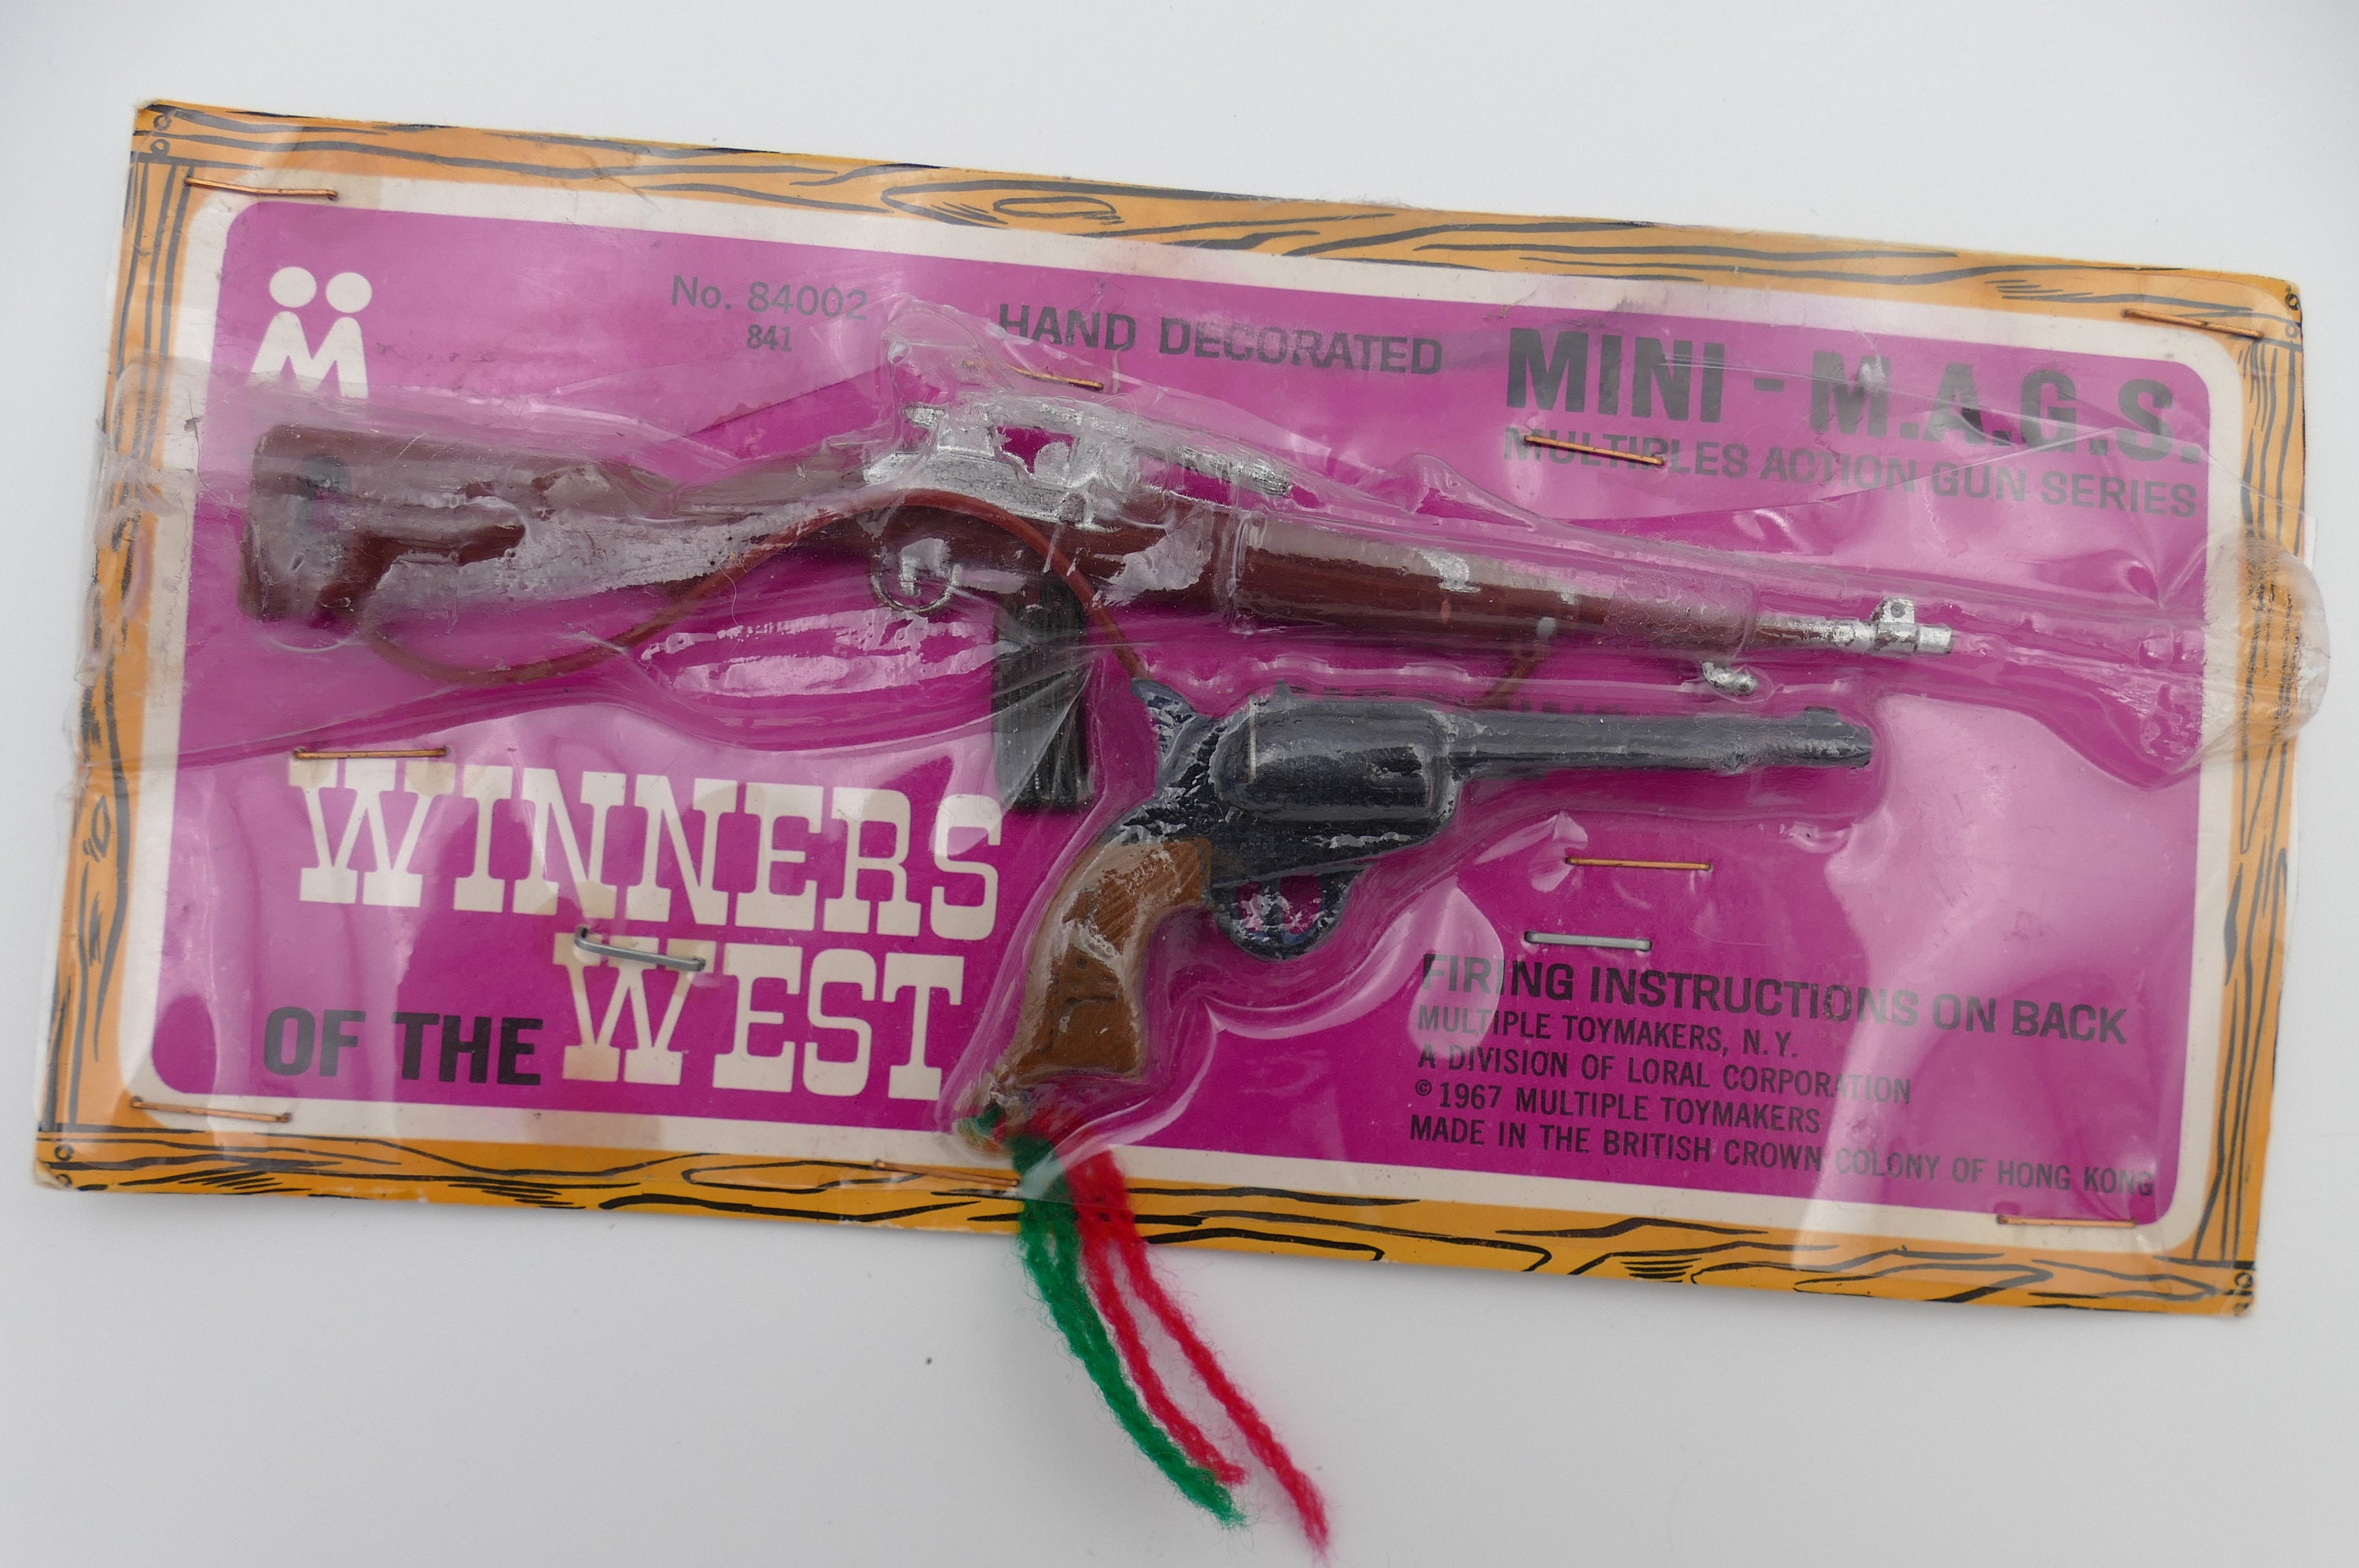 No. 84002
841
HAND DECORATED
MINI - M.A.G.S.
MULTIPLES ACTION GUN SERIES
WINNERS
OF THE WEST
FIRING INSTRUCTIONS ON BACK
MULTIPLE TOYMAKERS, N.Y.
A DIVISION OF LORAL CORPORATION
© 1967 MULTIPLE TOYMAKERS
MADE IN THE BRITISH CROWN COLONY OF HONG KONG